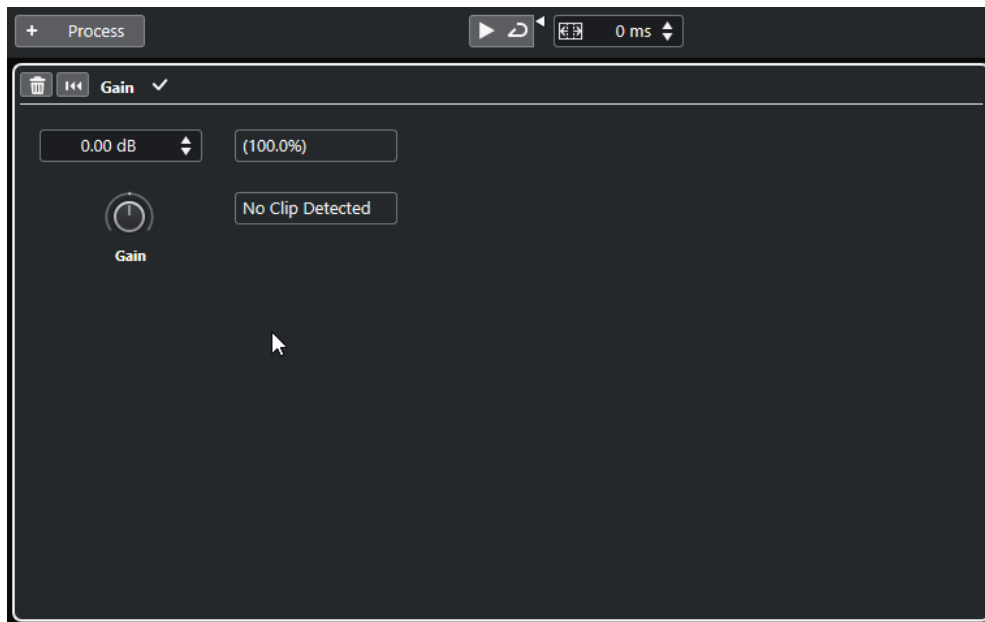 + Process
0 ms
Gain
0.00 dB
(100.0%)
No Clip Detected
Gain